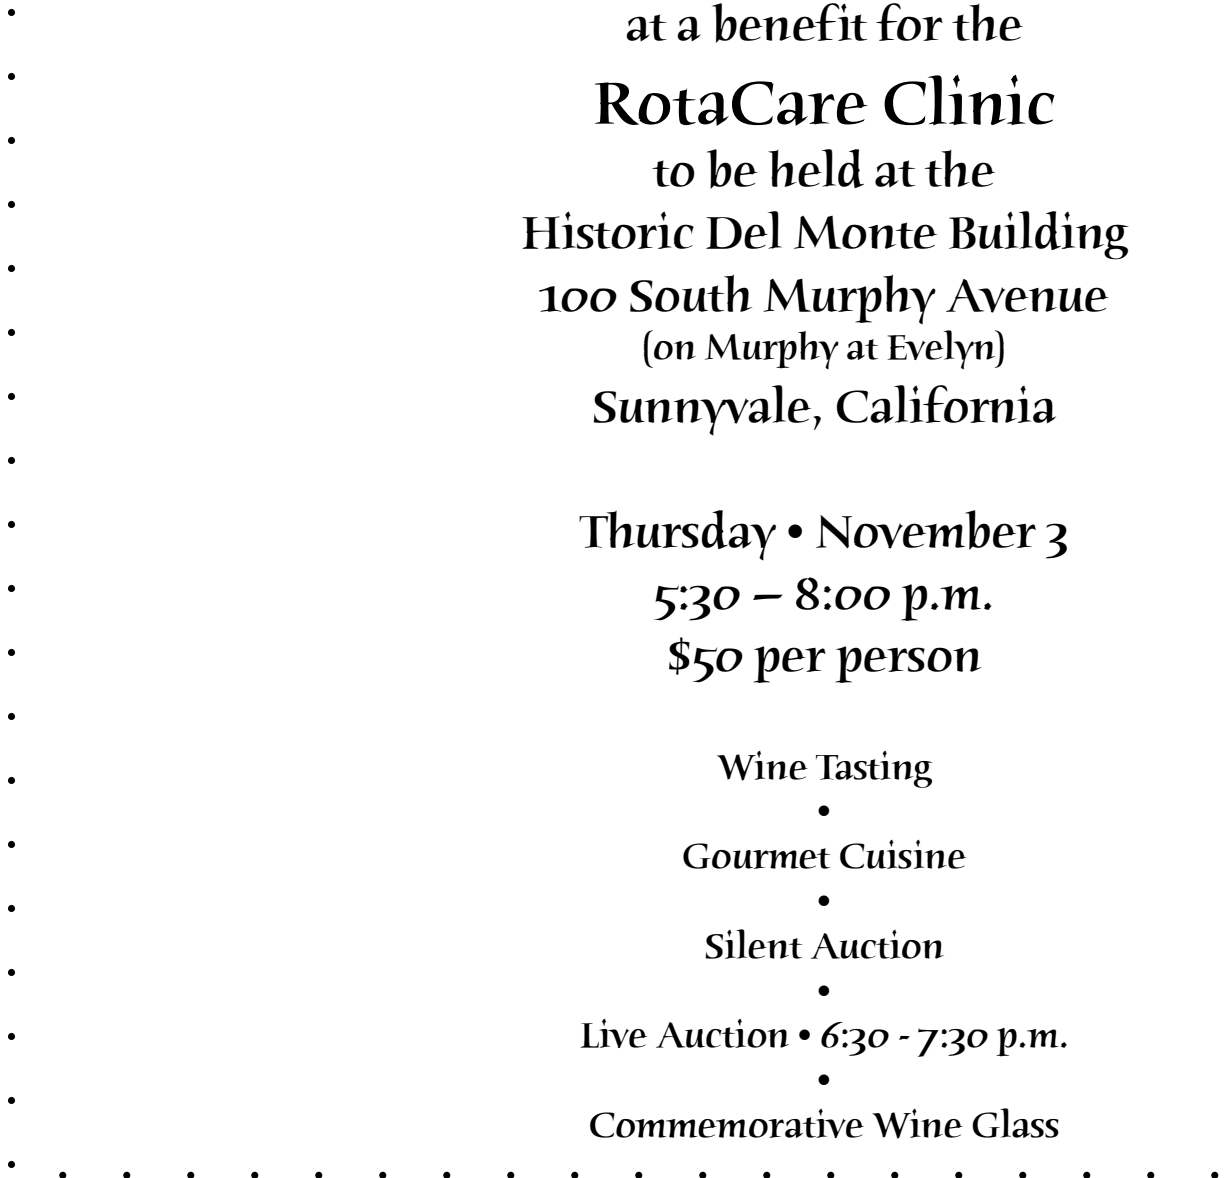 at a benefit for the
RotaCare Clinic
to be held at the
Historic Del Monte Building
100 South Murphy Avenue
(on Murphy at Evelyn)
Sunnyvale, California
Thursday • November 3
5:30 – 8:00 p.m.
$50 per person
Wine Tasting
•
Gourmet Cuisine
•
Silent Auction
•
Live Auction • 6:30 - 7:30 p.m.
•
Commemorative Wine Glass